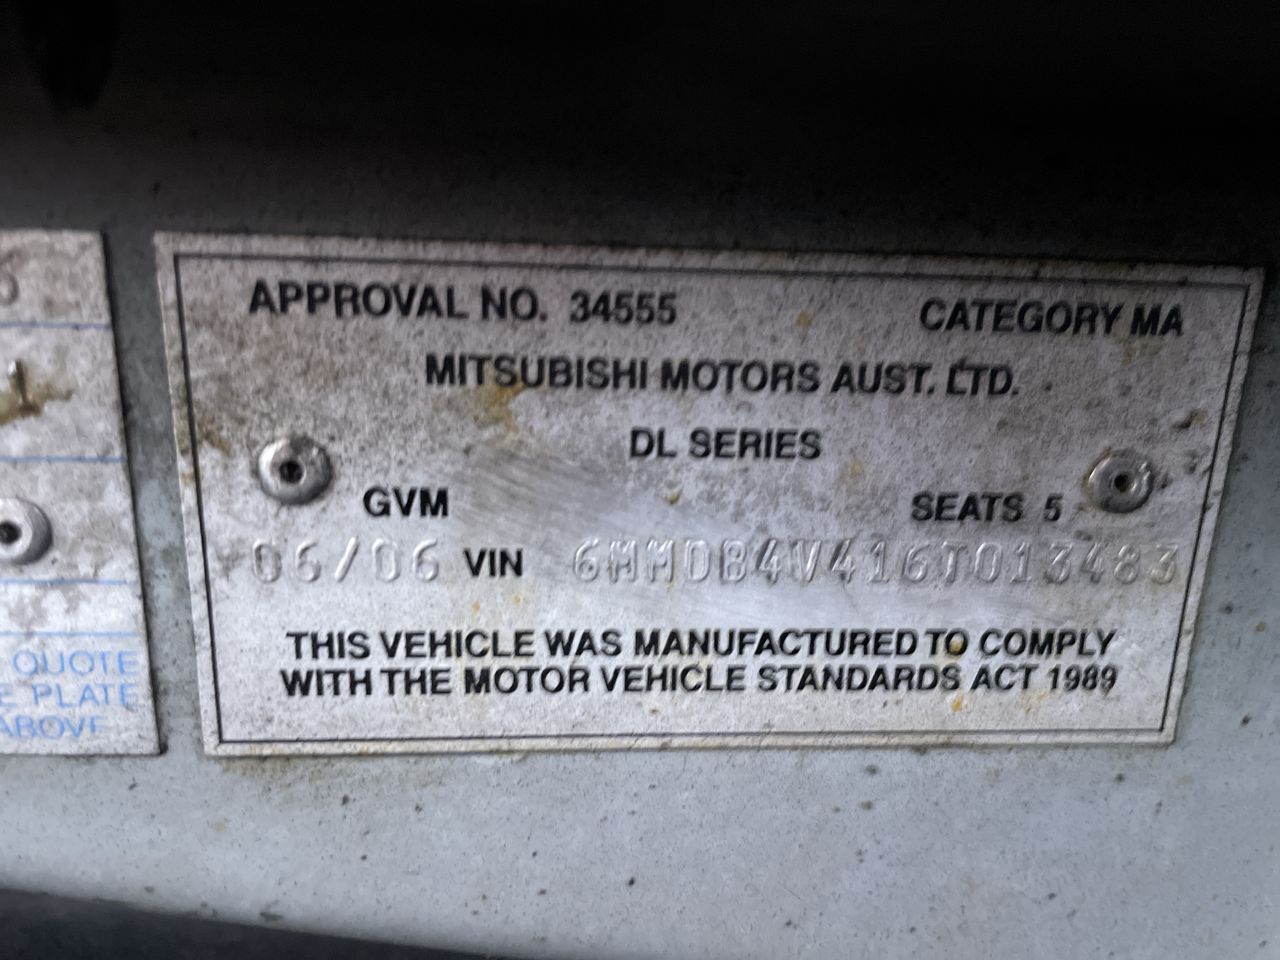 APPROVAL NO. 34555 CATEGORY MA
MITSUBISHI MOTORS AUST. LTD.
DL SERIES
GVM SEATS 5
06/06 VIN 6MMDB4V416T013483
THIS VEHICLE WAS MANUFACTURED TO COMPLY
WITH THE MOTOR VEHICLE STANDARDS ACT 1989
QUOTE
PLATE
ABOVE